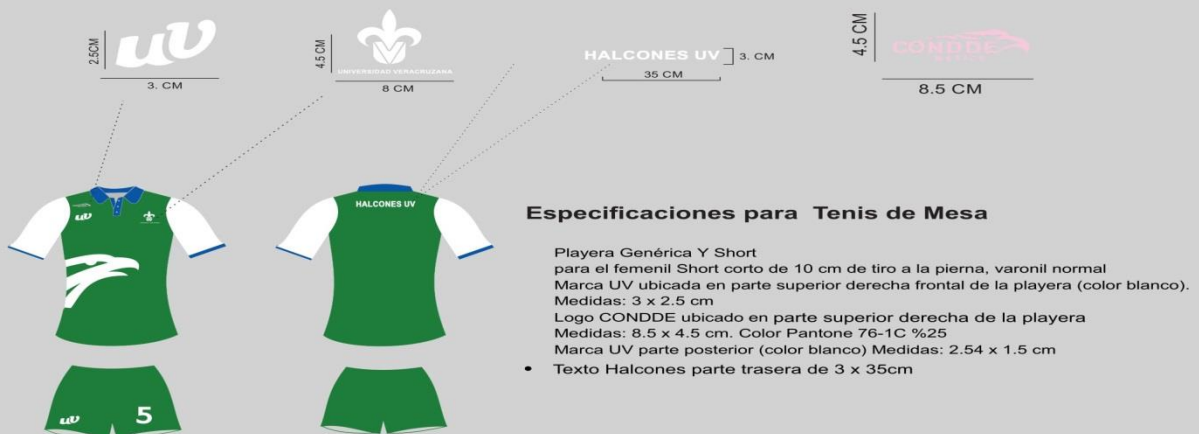 2.5CM
uv
3. CM
4.5 CM
UNIVERSIDAD VERACRUZANA
8 CM
HALCONES UV
3. CM
35 CM
4.5 CM
CONDDE
MÉXICO
8.5 CM
uv
HALCONES UV
uv
5
Especificaciones para Tenis de Mesa
Playera Genérica Y Short
para el femenil Short corto de 10 cm de tiro a la pierna, varonil normal
Marca UV ubicada en parte superior derecha frontal de la playera (color blanco).
Medidas: 3 x 2.5 cm
Logo CONDDE ubicado en parte superior derecha de la playera
Medidas: 8.5 x 4.5 cm. Color Pantone 76-1C %25
Marca UV parte posterior (color blanco) Medidas: 2.54 x 1.5 cm
• Texto Halcones parte trasera de 3 x 35cm